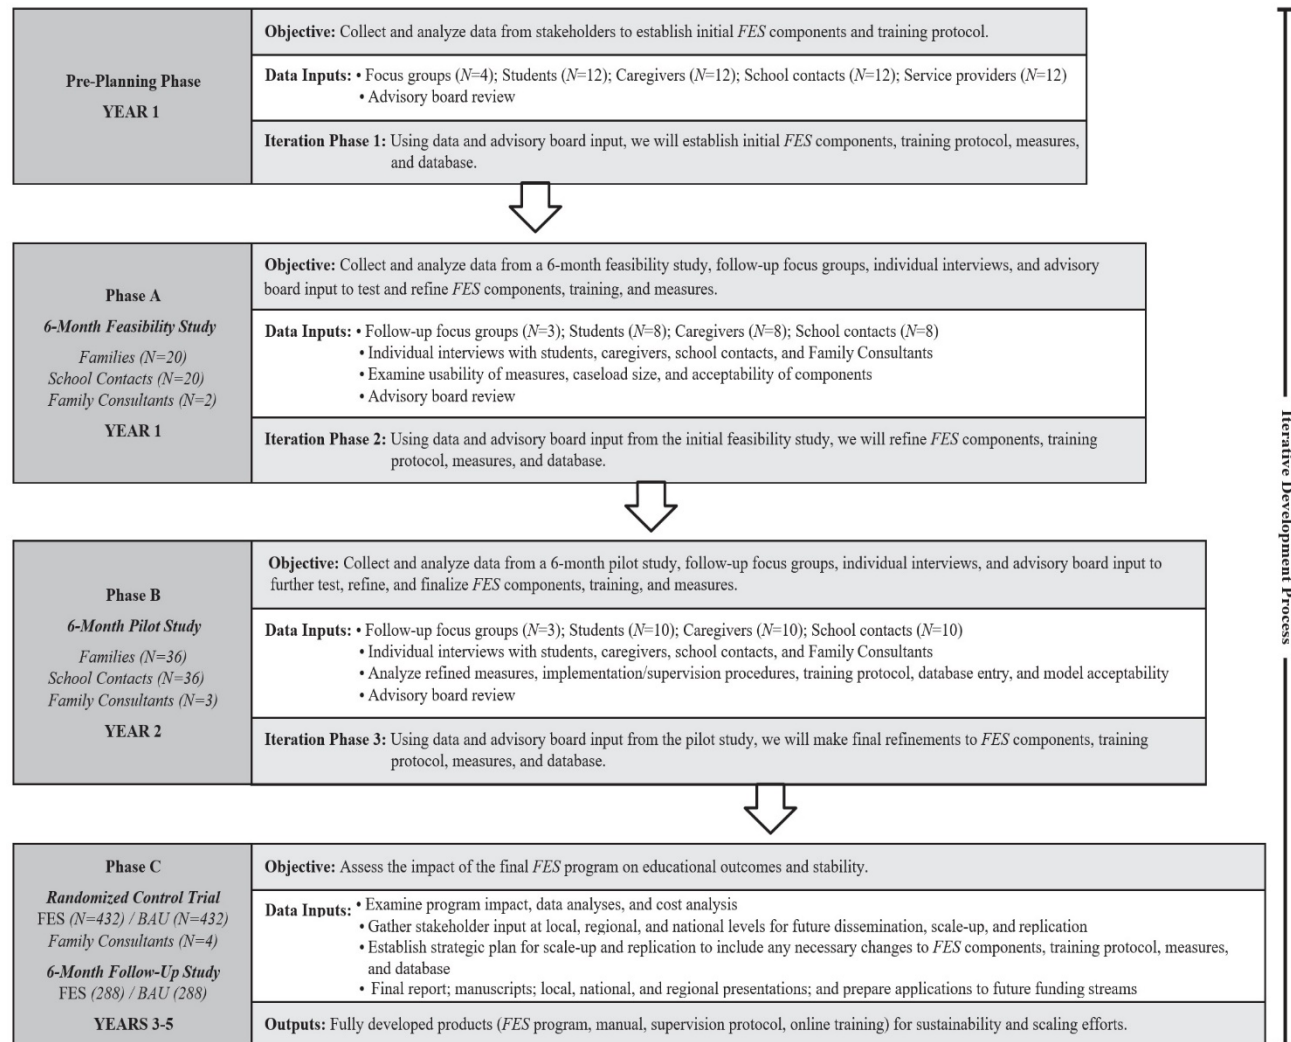 Pre-Planning Phase
YEAR 1
Objective: Collect and analyze data from stakeholders to establish initial FES components and training protocol.
Data Inputs: • Focus groups (N=4); Students (N=12); Caregivers (N=12); School contacts (N=12); Service providers (N=12)
• Advisory board review
Iteration Phase 1: Using data and advisory board input, we will establish initial FES components, training protocol, measures,
and database.
Phase A
6-Month Feasibility Study
Families (N=20)
School Contacts (N=20)
Family Consultants (N=2)
YEAR 1
Objective: Collect and analyze data from a 6-month feasibility study, follow-up focus groups, individual interviews, and advisory
board input to test and refine FES components, training, and measures.
Data Inputs: • Follow-up focus groups (N=3); Students (N=8); Caregivers (N=8); School contacts (N=8)
• Individual interviews with students, caregivers, school contacts, and Family Consultants
• Examine usability of measures, caseload size, and acceptability of components
• Advisory board review
Iteration Phase 2: Using data and advisory board input from the initial feasibility study, we will refine FES components, training
protocol, measures, and database.
Phase B
6-Month Pilot Study
Families (N=36)
School Contacts (N=36)
Family Consultants (N=3)
YEAR 2
Objective: Collect and analyze data from a 6-month pilot study, follow-up focus groups, individual interviews, and advisory board input to
further test, refine, and finalize FES components, training, and measures.
Data Inputs: • Follow-up focus groups (N=3); Students (N=10); Caregivers (N=10); School contacts (N=10)
• Individual interviews with students, caregivers, school contacts, and Family Consultants
• Analyze refined measures, implementation/supervision procedures, training protocol, database entry, and model acceptability
• Advisory board review
Iteration Phase 3: Using data and advisory board input from the pilot study, we will make final refinements to FES components, training
protocol, measures, and database.
Phase C
Randomized Control Trial
FES (N=432) / BAU (N=432)
Family Consultants (N=4)
6-Month Follow-Up Study
FES (288) / BAU (288)
YEARS 3-5
Objective: Assess the impact of the final FES program on educational outcomes and stability.
Data Inputs: • Examine program impact, data analyses, and cost analysis
• Gather stakeholder input at local, regional, and national levels for future dissemination, scale-up, and replication
• Establish strategic plan for scale-up and replication to include any necessary changes to FES components, training protocol, measures,
and database
• Final report; manuscripts; local, national, and regional presentations; and prepare applications to future funding streams
Outputs: Fully developed products (FES program, manual, supervision protocol, online training) for sustainability and scaling efforts.
Iterative Development Process